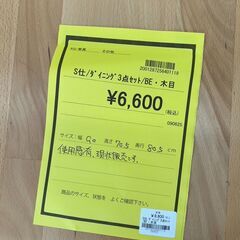 S仕/ダイニング3点セット/BE・木目
¥6,600
(税込)
090825
サイズ:幅 90 高さ 70.5 奥行 80.5 cm
使用感有、現状販売です。
商品のサイズ、状態を よくご確認下さい。
¥6,600